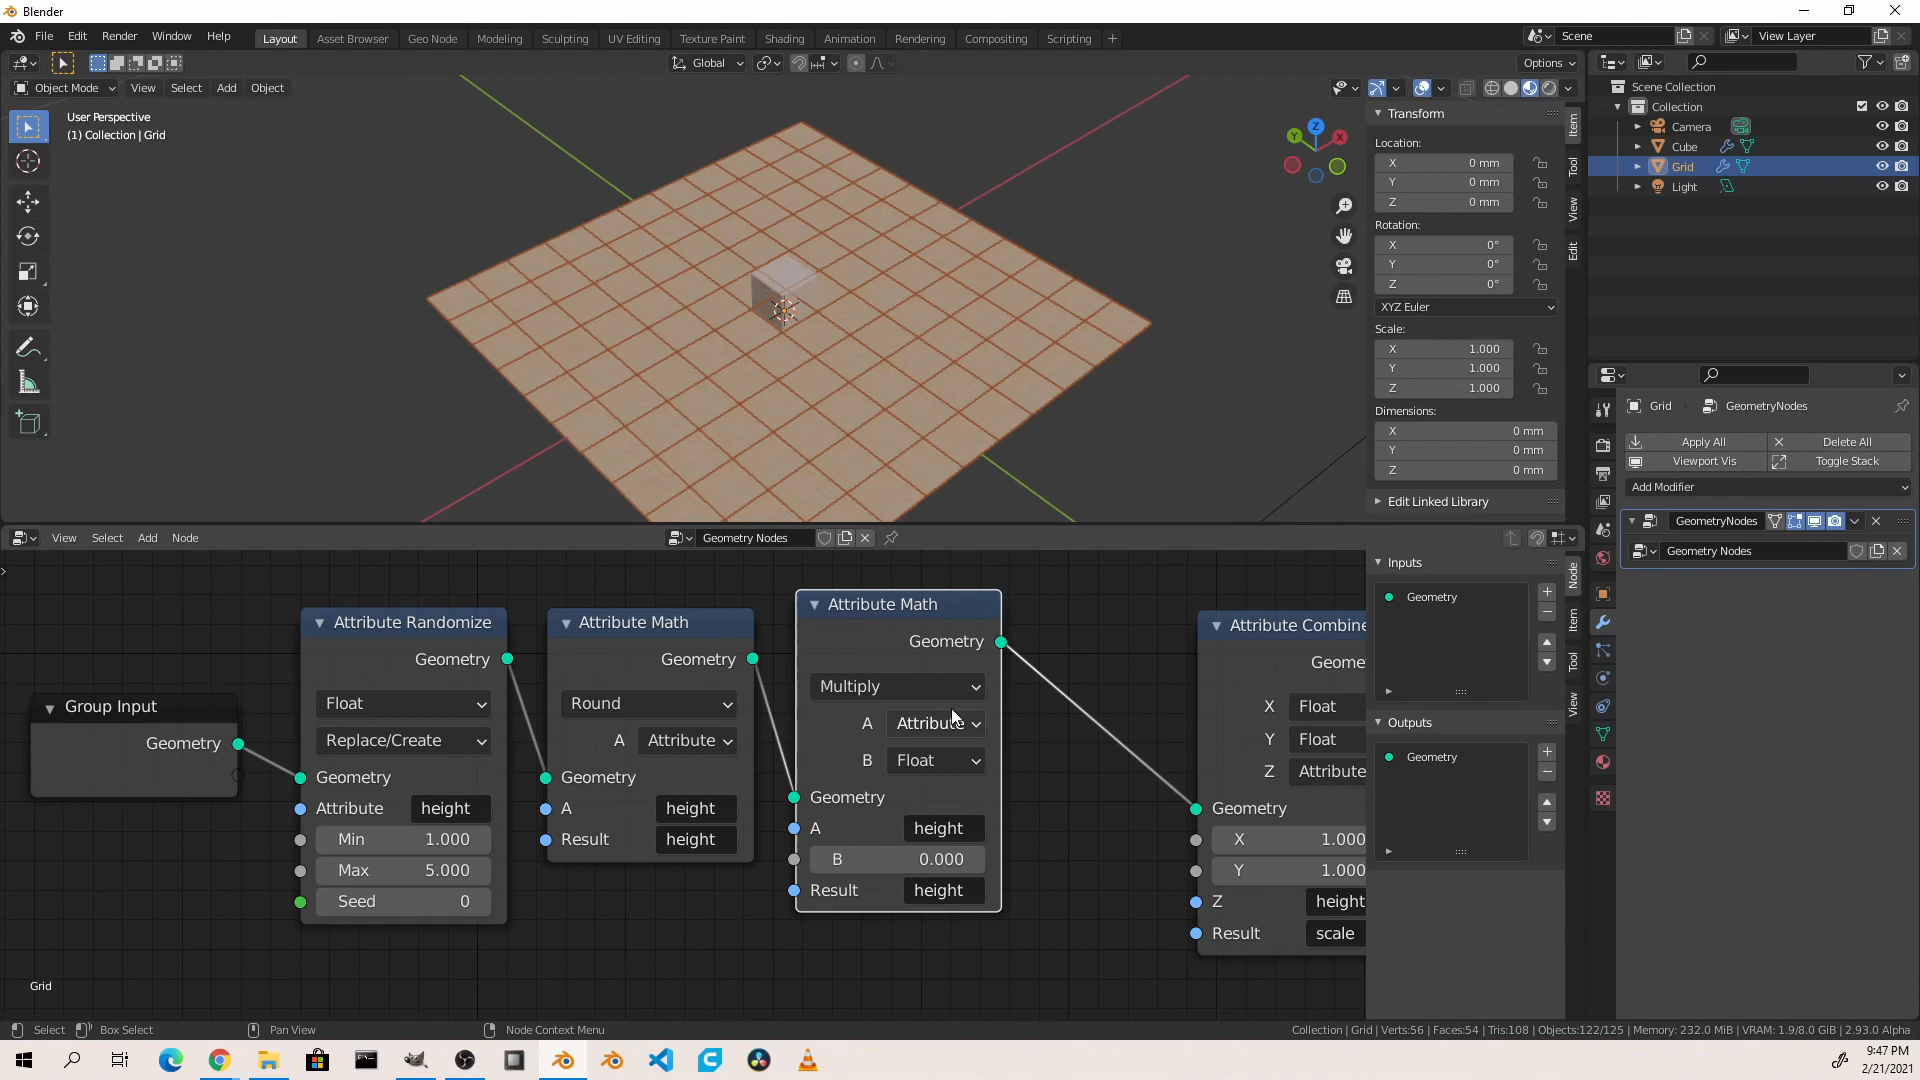 Blender
File Edit Render Window Help
Layout Asset Browser Geo Node Modeling Sculpting UV Editing Texture Paint Shading Animation Rendering Compositing Scripting +
Scene
View Layer
Global
Options
Object Mode View Select Add Object
User Perspective
(1) Collection | Grid
Z
Y
X
Transform
Location:
X 0 mm
Y 0 mm
Z 0 mm
Rotation:
X 0°
Y 0°
Z 0°
XYZ Euler
Scale:
X 1.000
Y 1.000
Z 1.000
Dimensions:
X 0 mm
Y 0 mm
Z 0 mm
Edit Linked Library
Item
Tool
View
Edit
Scene Collection
Collection
Camera
Cube
Grid
Light
Grid GeometryNodes
Apply All Delete All
Viewport Vis Toggle Stack
Add Modifier
GeometryNodes
Geometry Nodes
View Select Add Node
Geometry Nodes
Group Input
Geometry
Attribute Randomize
Geometry
Float
Replace/Create
Geometry
Attribute height
Min 1.000
Max 5.000
Seed 0
Attribute Math
Geometry
Round
A Attribute
Geometry
A height
Result height
Attribute Math
Geometry
Multiply
A Attribute
B Float
Geometry
A height
B 0.000
Result height
Attribute Combine
Geome
X Float
Y Float
Z Attribute
Geometry
X 1.000
Y 1.000
Z height
Result scale
Inputs
Geometry
Outputs
Geometry
Node
Item
Tool
View
Grid
Select Box Select Pan View Node Context Menu
Collection | Grid | Verts:56 | Faces:54 | Tris:108 | Objects:122/125 | Memory: 232.0 MiB | VRAM: 1.9/8.0 GiB | 2.93.0 Alpha
9:47 PM
2/21/2021